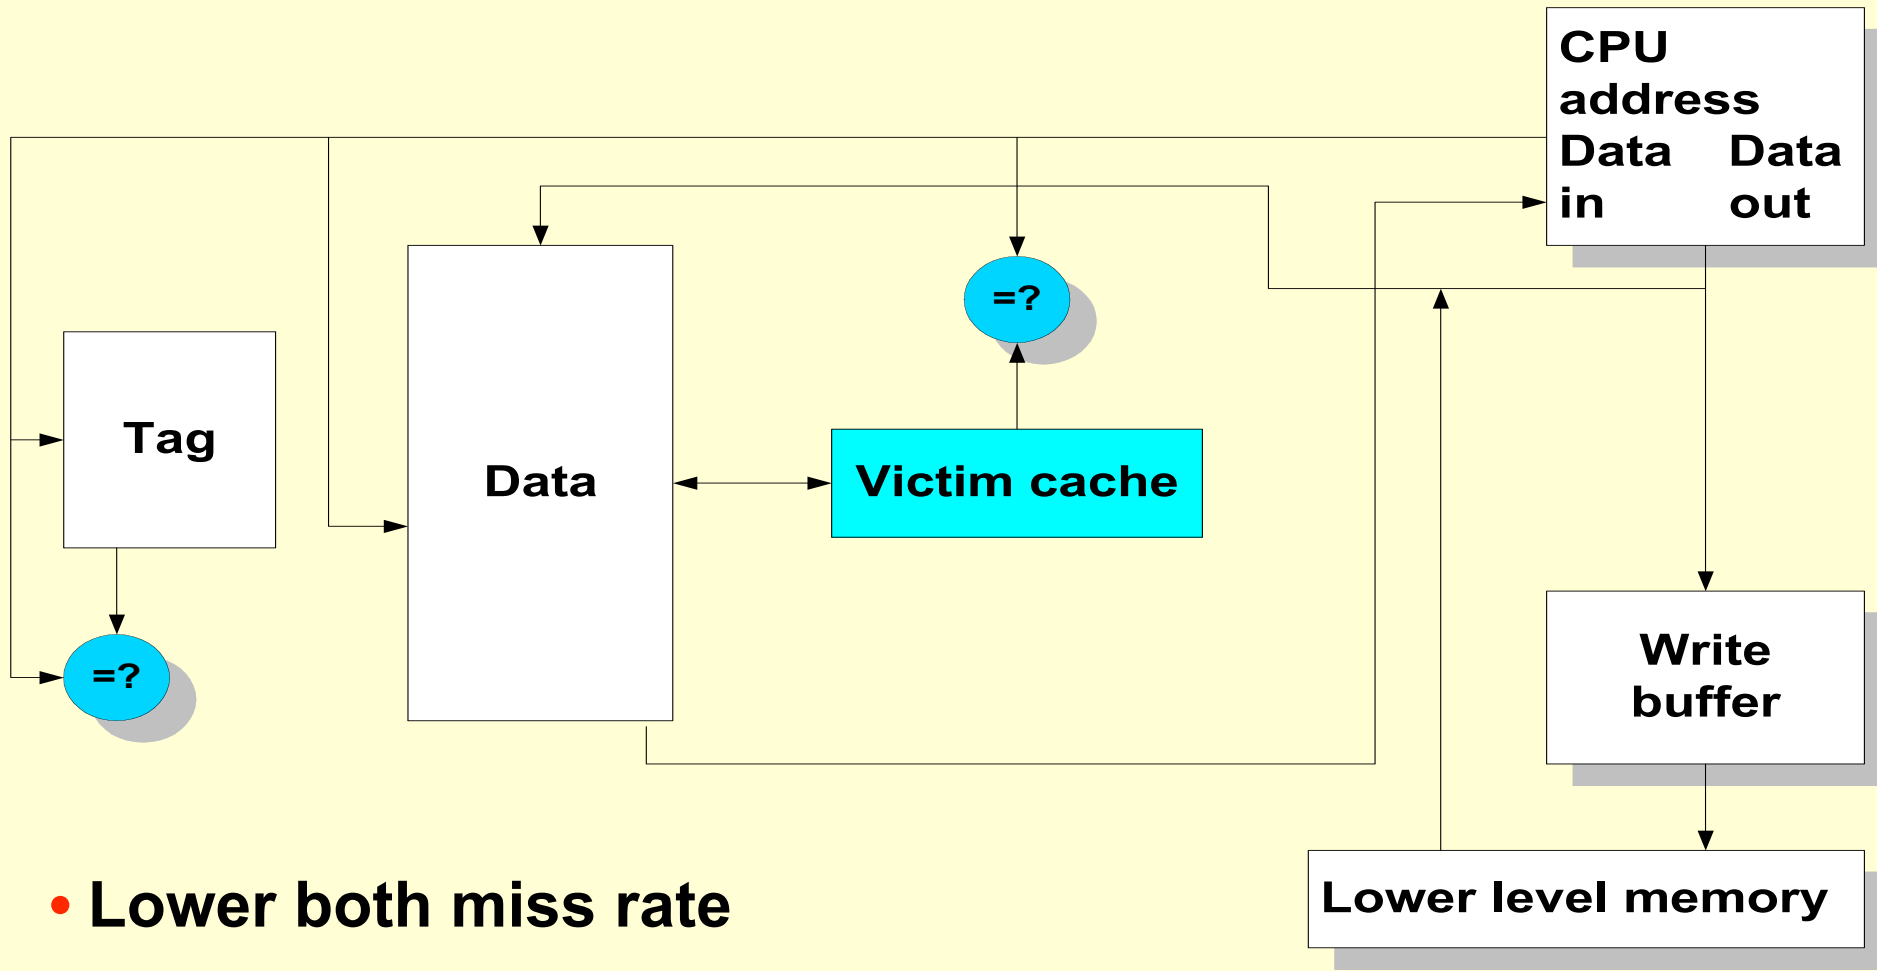 CPU
address
Data Data
in out
=?
Tag
Data
Victim cache
=?
Write
buffer
Lower level memory
• Lower both miss rate